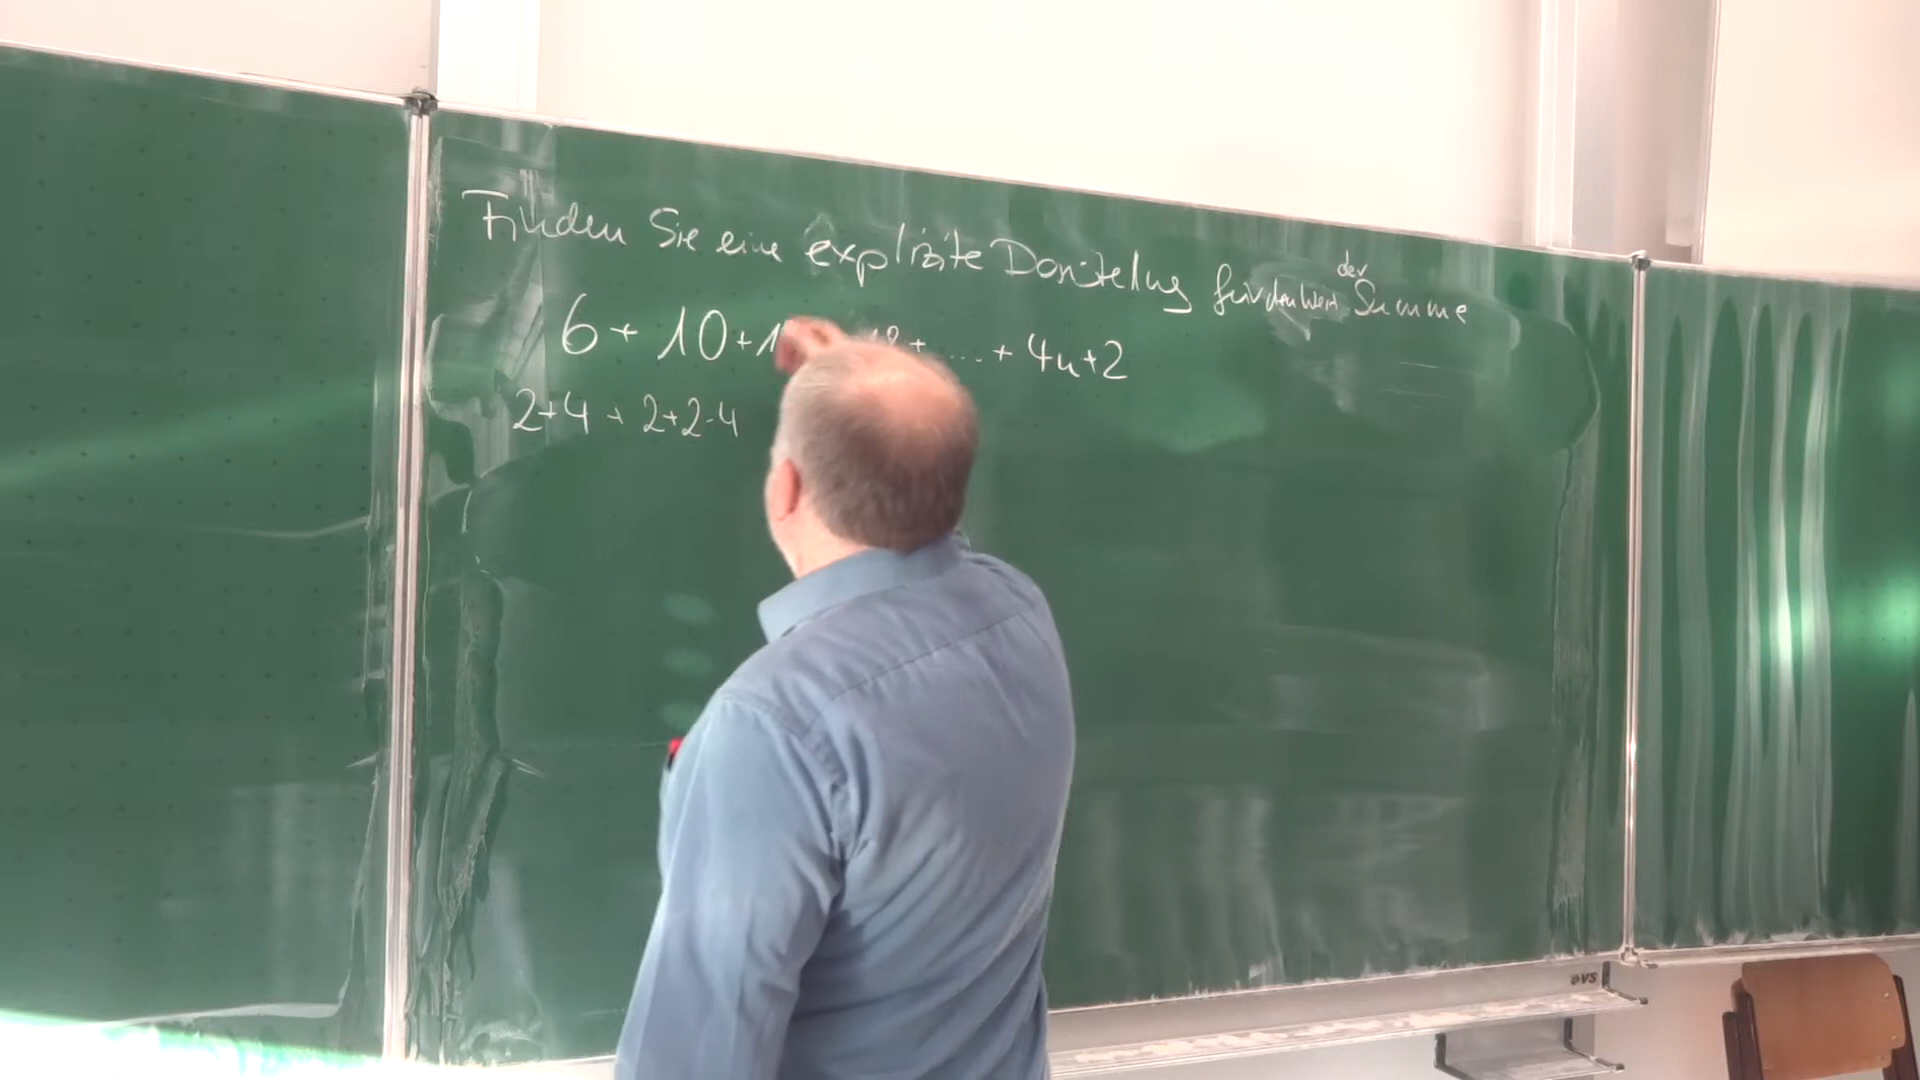 Finden Sie eine explizite Darstellung für den Wert der Summe
6 + 10 + 1 18 + .... + 4n+2
2+4 + 2+2·4
VS